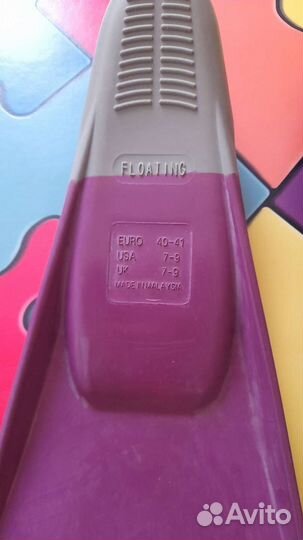 FLOATING
EURO 40-41
USA 7-9
UK 7-9
MADE IN MALAYSIA
Avito